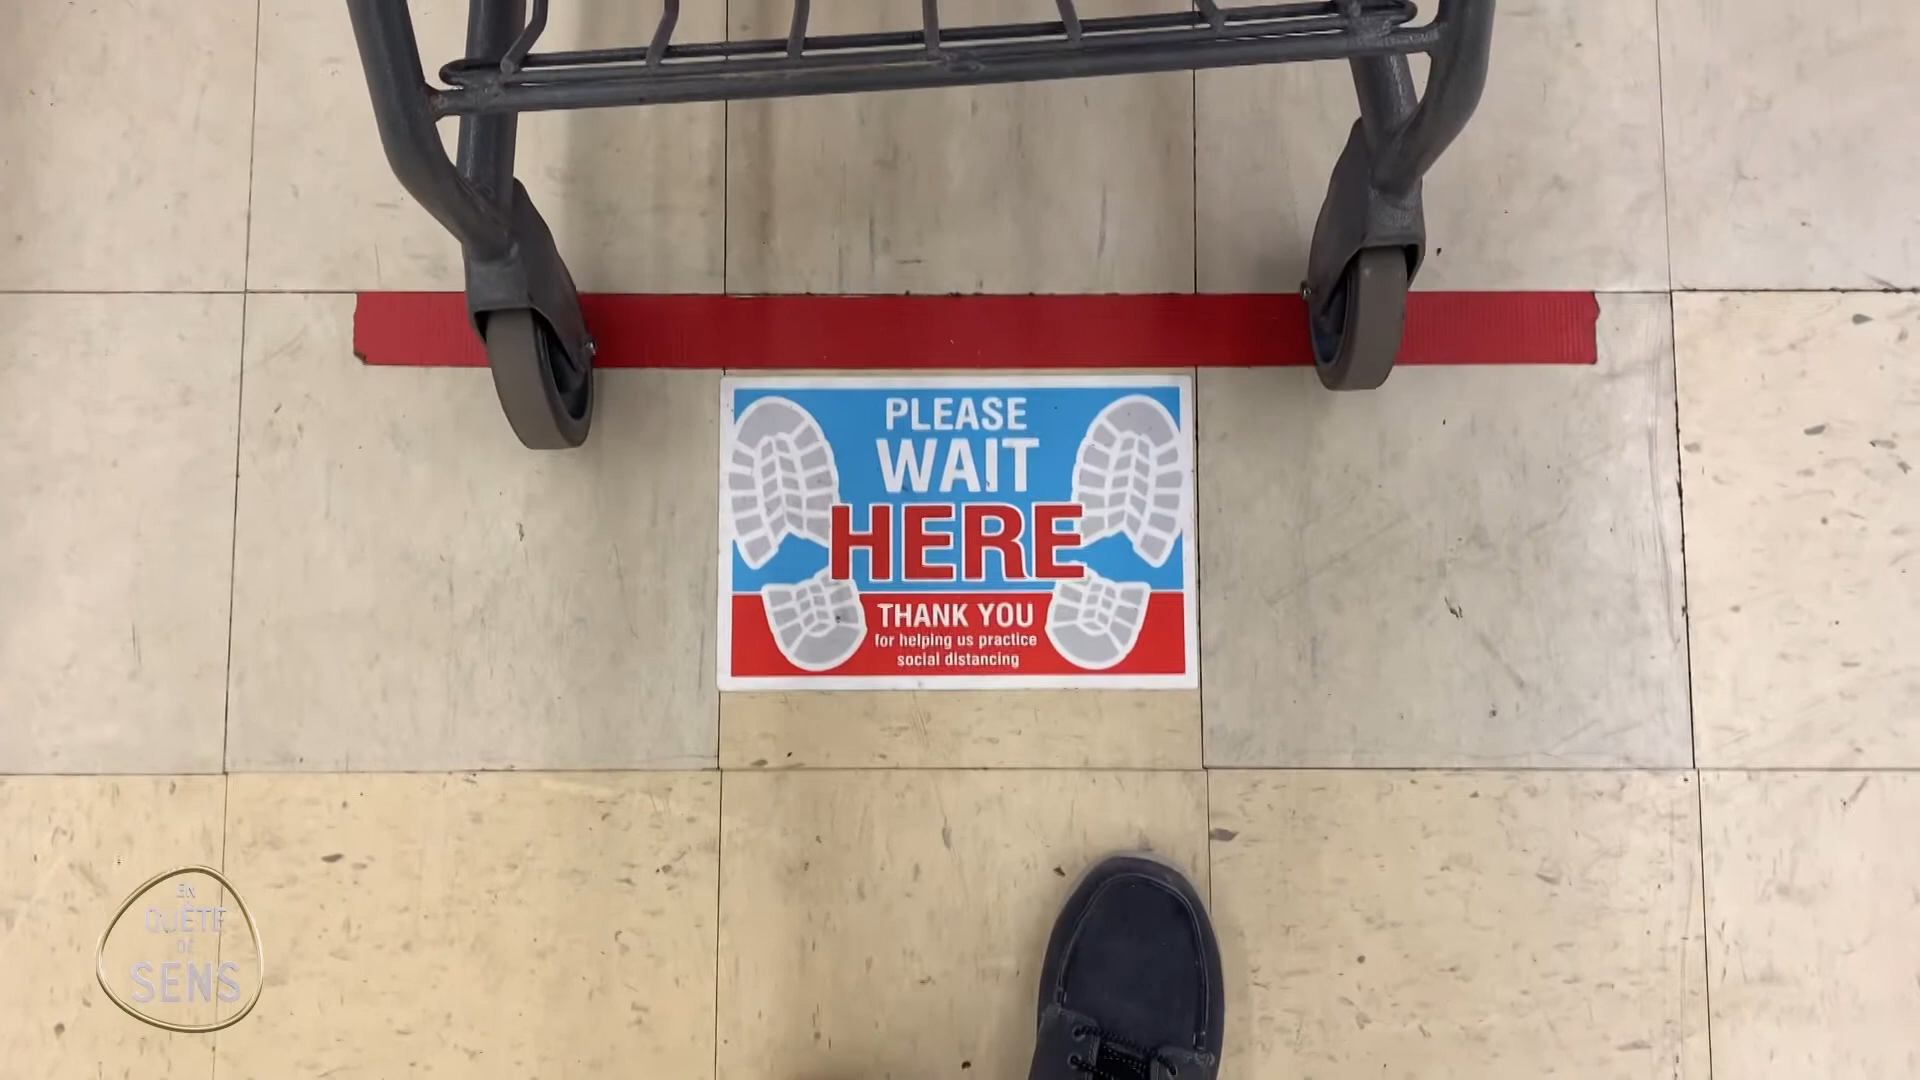 PLEASE
WAIT
HERE
THANK YOU
for helping us practice
social distancing
EN
QUÊTE
DE
SENS